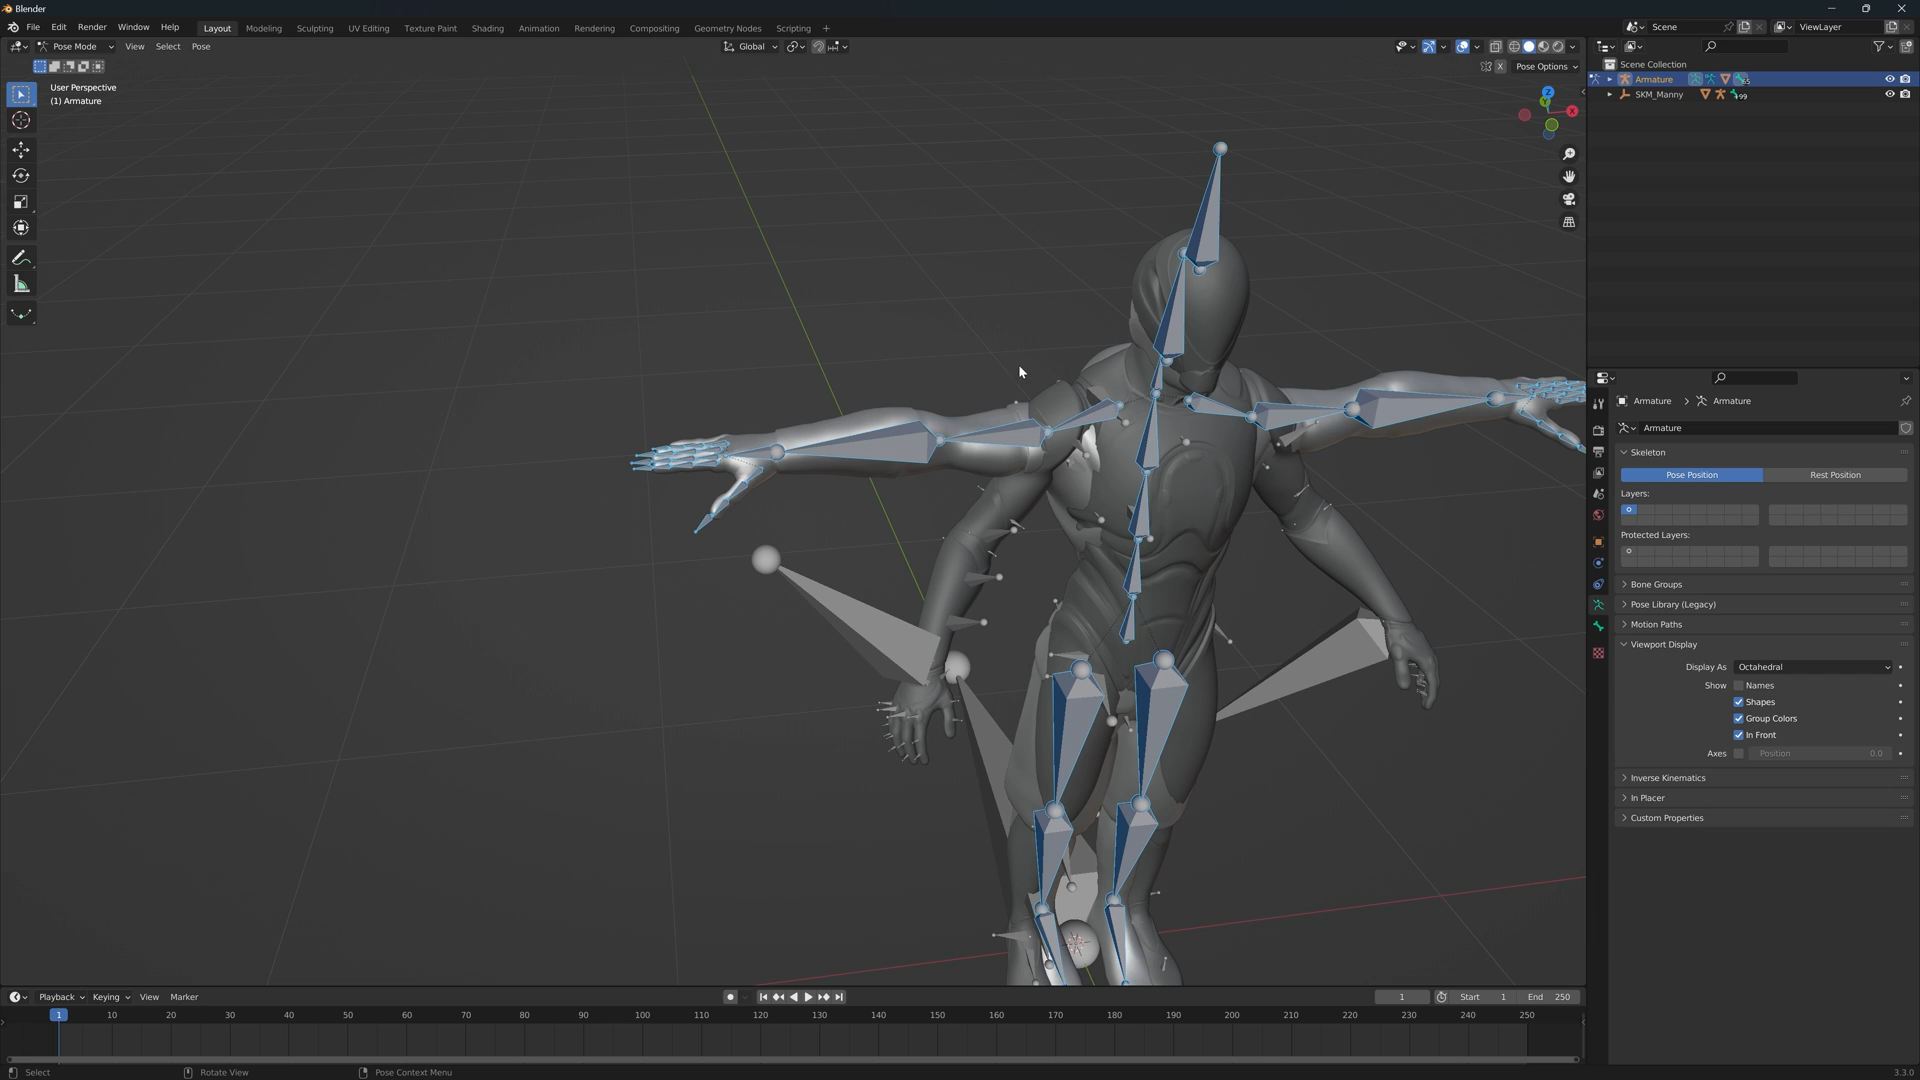 Blender
File Edit Render Window Help
Layout Modeling Sculpting UV Editing Texture Paint Shading Animation Rendering Compositing Geometry Nodes Scripting +
Scene
ViewLayer
Pose Mode View Select Pose
Global
X Pose Options
User Perspective
(1) Armature
Z
Y
X
Scene Collection
Armature
65
SKM_Manny
+99
Armature > Armature
Armature
Skeleton
Pose Position Rest Position
Layers:
Protected Layers:
Bone Groups
Pose Library (Legacy)
Motion Paths
Viewport Display
Display As Octahedral
Show Names
Shapes
Group Colors
In Front
Axes Position 0.0
Inverse Kinematics
In Placer
Custom Properties
Playback Keying View Marker
1 Start 1 End 250
1 10 20 30 40 50 60 70 80 90 100 110 120 130 140 150 160 170 180 190 200 210 220 230 240 250
Select Rotate View Pose Context Menu
3.3.0